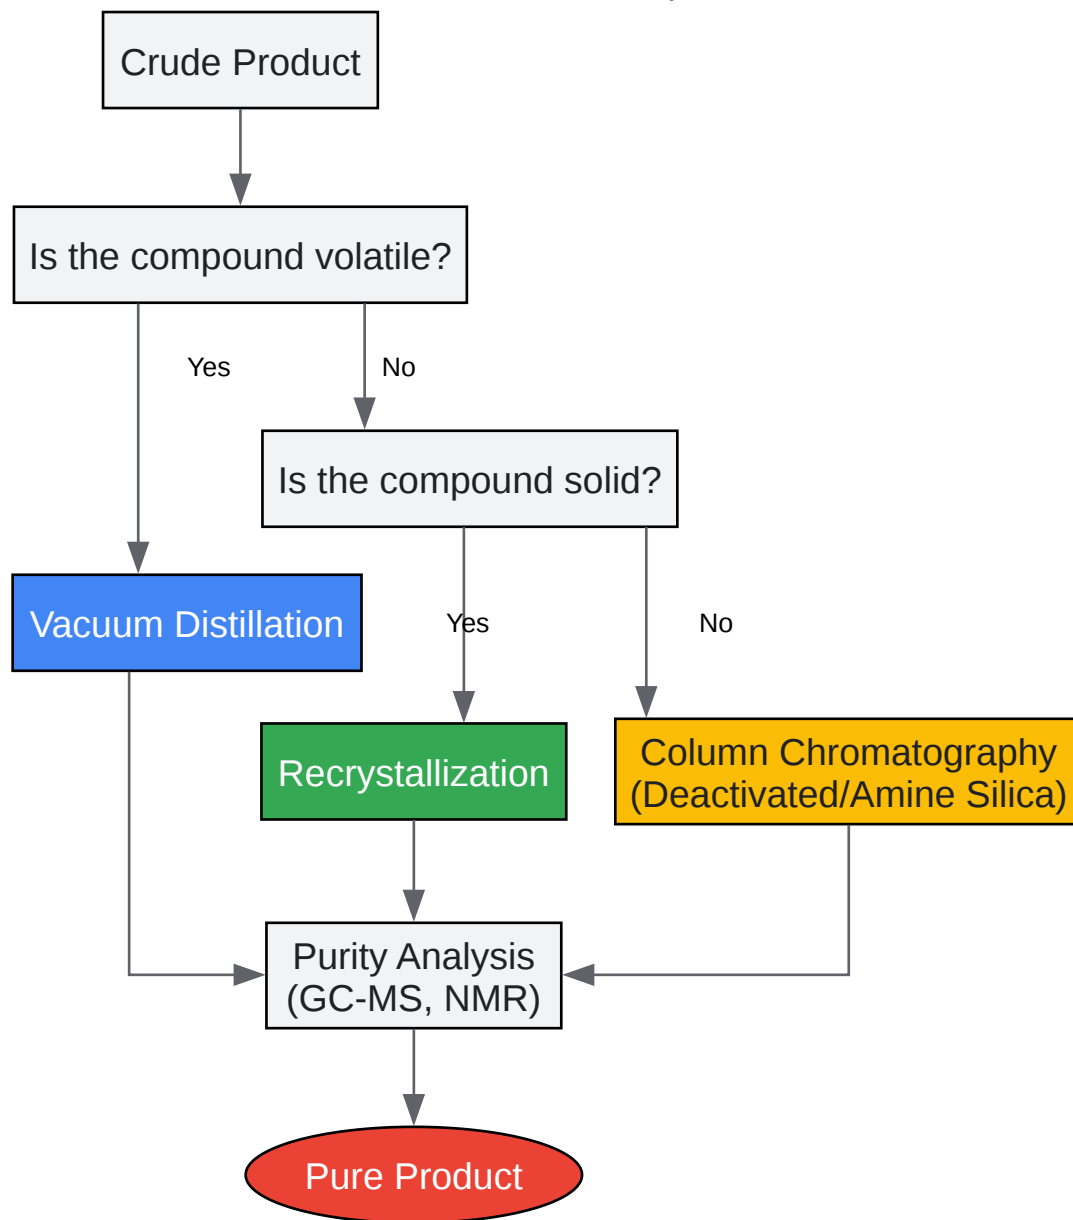 Crude Product
Is the compound volatile?
Yes
No
Is the compound solid?
Vacuum Distillation
Yes
No
Recrystallization
Column Chromatography
(Deactivated/Amine Silica)
Purity Analysis
(GC-MS, NMR)
Pure Product